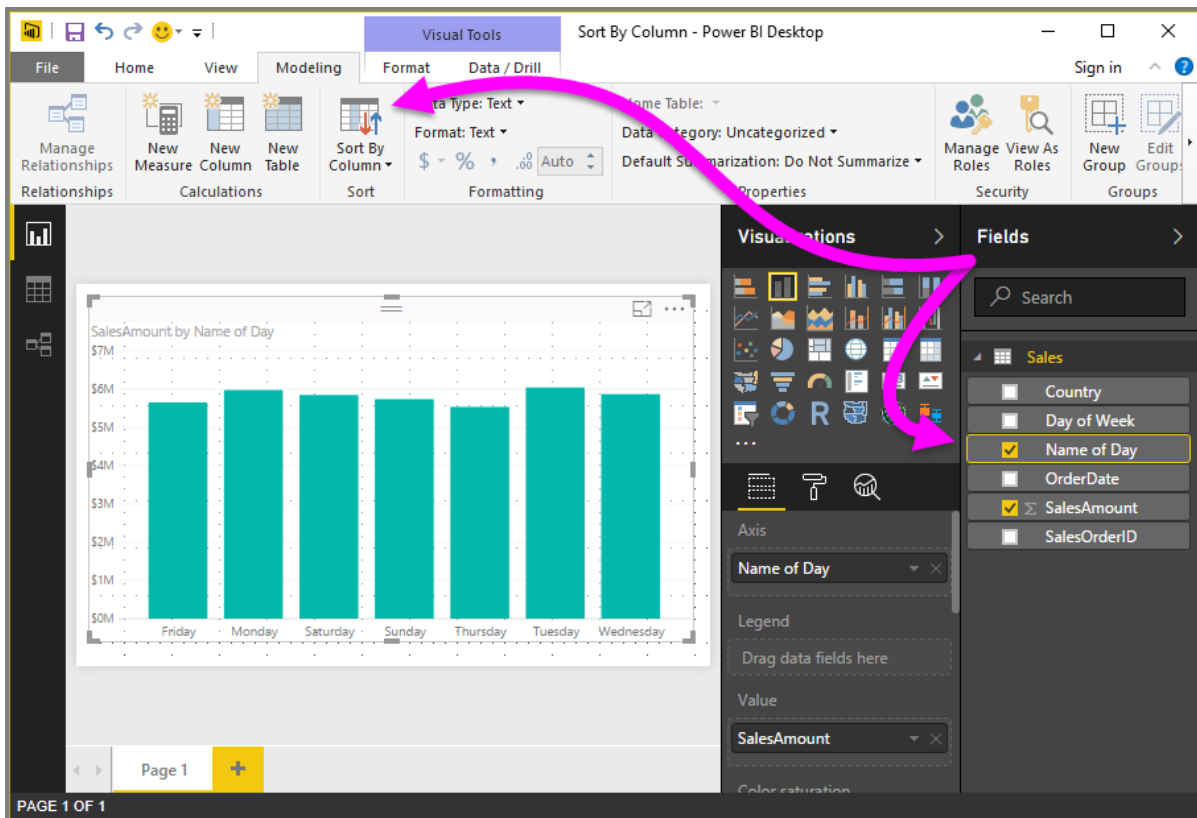 Visual Tools
Sort By Column - Power BI Desktop
File Home View Modeling Format Data / Drill Sign in
Manage Relationships
New Measure
New Column
New Table
Sort By Column
Type: Text
Format: Text
$ % , .00 Auto
Table:
Data Category: Uncategorized
Default Summarization: Do Not Summarize
Manage Roles
View As Roles
New Group
Edit
Relationships Calculations Sort Formatting Properties Security Groups
Visualizations
Fields
Search
SalesAmount by Name of Day
$7M
$6M
$5M
$4M
$3M
$2M
$1M
$0M
Friday Monday Saturday Sunday Thursday Tuesday Wednesday
R
Sales
Country
Day of Week
Name of Day
OrderDate
Σ SalesAmount
SalesOrderID
Axis
Name of Day
Legend
Drag data fields here
Value
SalesAmount
Color saturation
Page 1
PAGE 1 OF 1